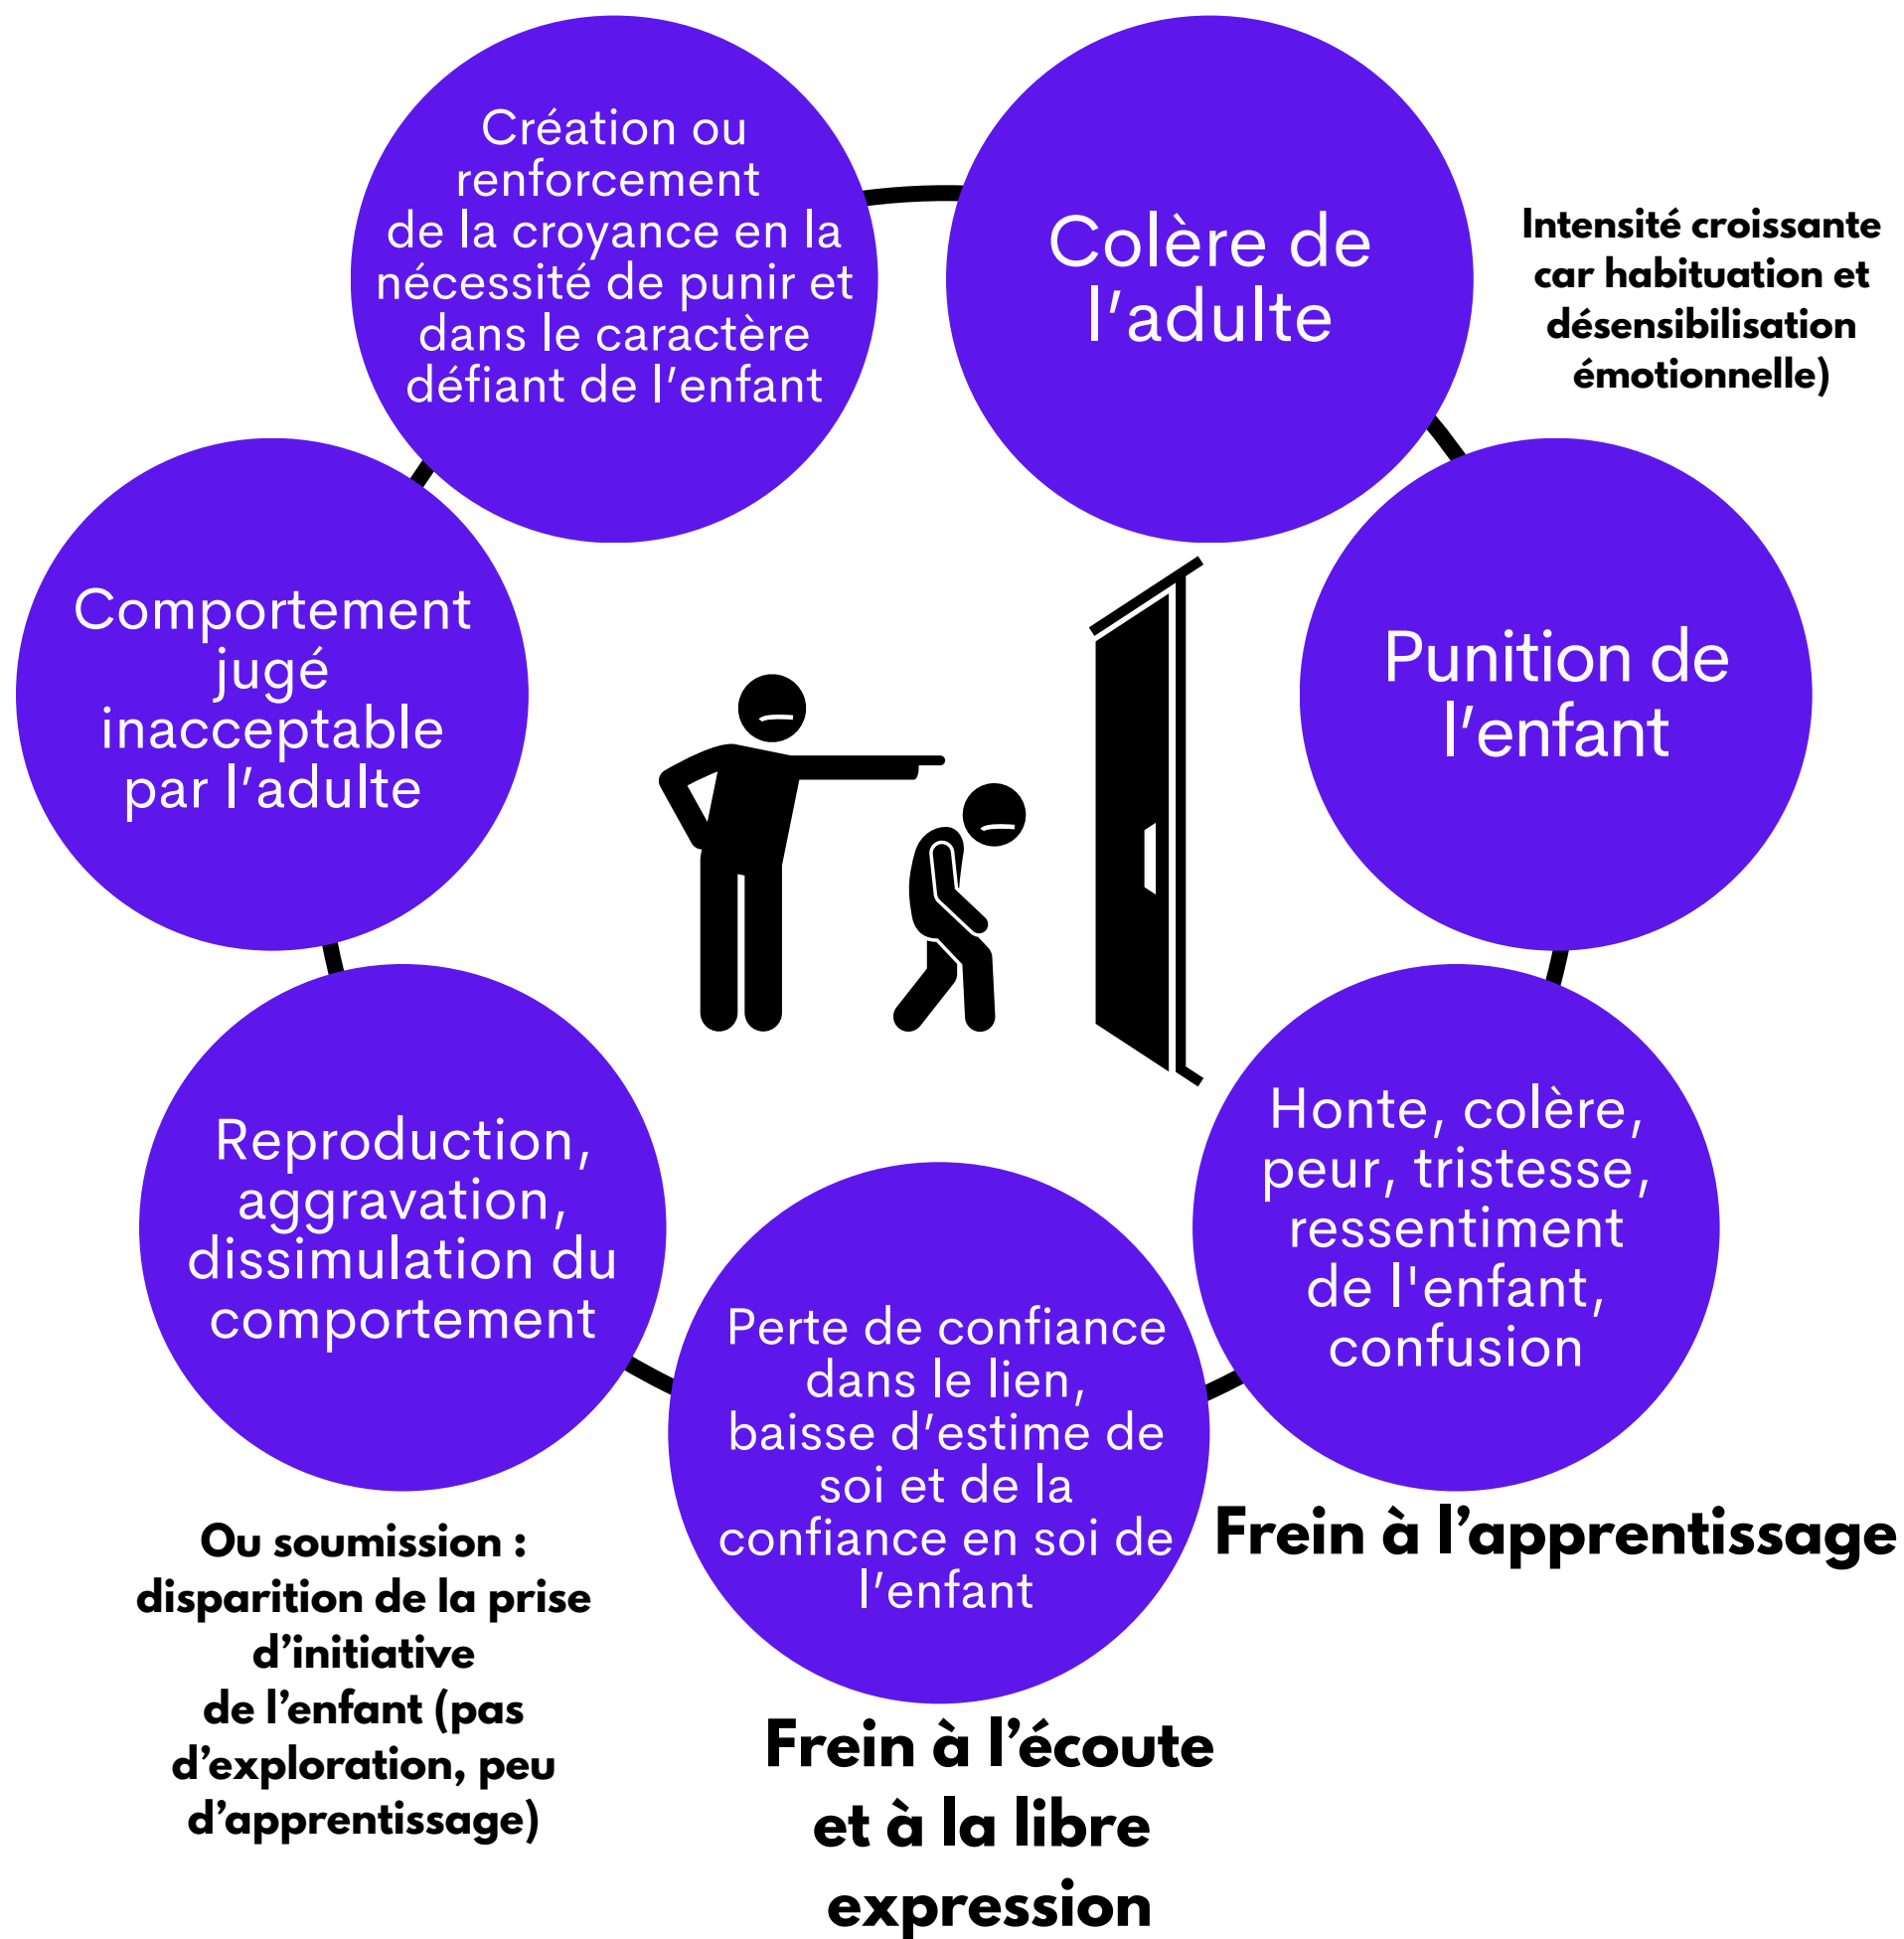 Création ou
renforcement
de la croyance en la
nécessité de punir et
dans le caractère
défiant de l’enfant
Colère de
l’adulte
Intensité croissante
car habituation et
désensibilisation
émotionnelle)
Punition de
l’enfant
Honte, colère,
peur, tristesse,
ressentiment
de l'enfant,
confusion
Frein à l’apprentissage
Perte de confiance
dans le lien,
baisse d’estime de
soi et de la
confiance en soi de
l’enfant
Frein à l’écoute
et à la libre
expression
Reproduction,
aggravation,
dissimulation du
comportement
Ou soumission :
disparition de la prise
d’initiative
de l’enfant (pas
d’exploration, peu
d’apprentissage)
Comportement
jugé
inacceptable
par l’adulte